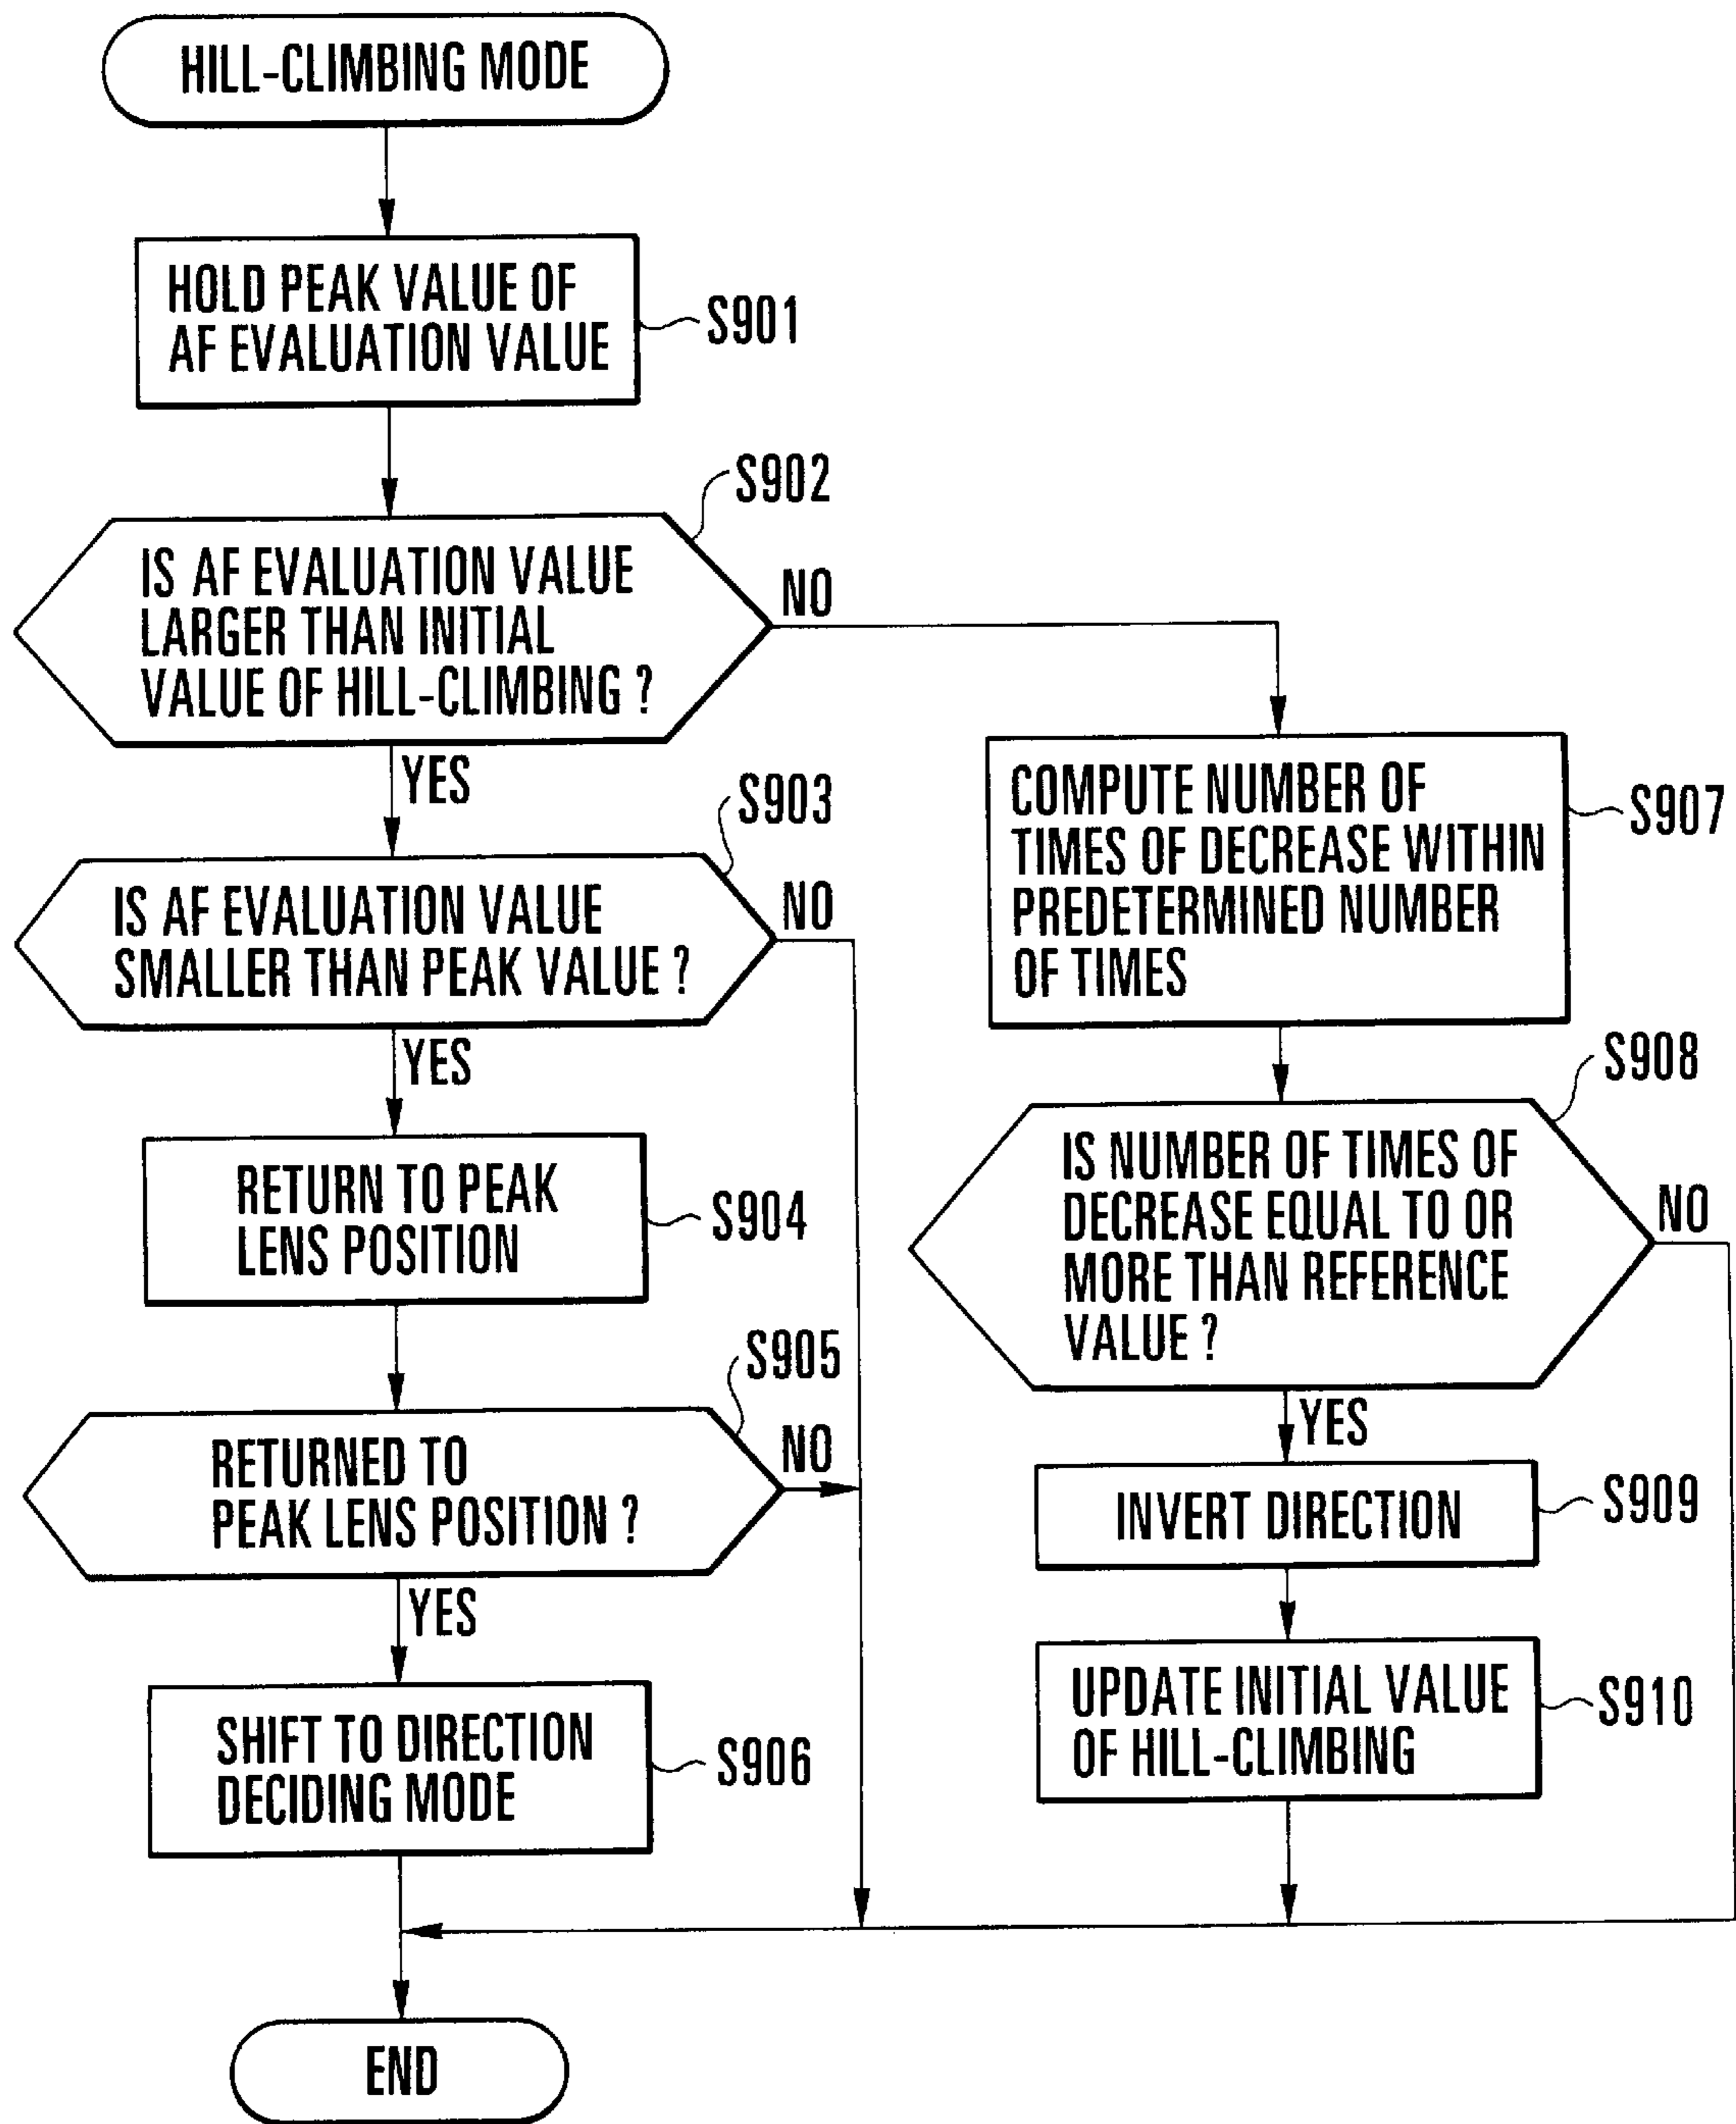 HILL-CLIMBING MODE
HOLD PEAK VALUE OF
AF EVALUATION VALUE
S901
S902
IS AF EVALUATION VALUE
LARGER THAN INITIAL
VALUE OF HILL-CLIMBING ?
NO
YES
S903
IS AF EVALUATION VALUE
SMALLER THAN PEAK VALUE ?
NO
YES
RETURN TO PEAK
LENS POSITION
S904
S905
RETURNED TO
PEAK LENS POSITION ?
NO
YES
SHIFT TO DIRECTION
DECIDING MODE
S906
COMPUTE NUMBER OF
TIMES OF DECREASE WITHIN
PREDETERMINED NUMBER
OF TIMES
S907
S908
IS NUMBER OF TIMES OF
DECREASE EQUAL TO OR
MORE THAN REFERENCE
VALUE ?
NO
YES
INVERT DIRECTION
S909
UPDATE INITIAL VALUE
OF HILL-CLIMBING
S910
END